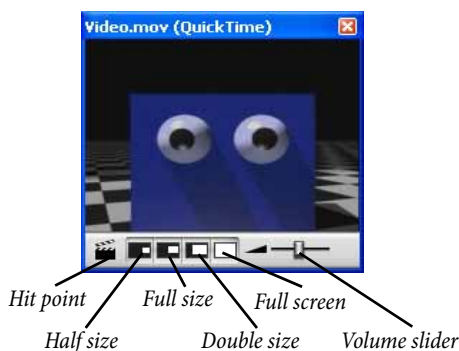 Video.mov (QuickTime)
Hit point Full size Full screen
Half size Double size Volume slider